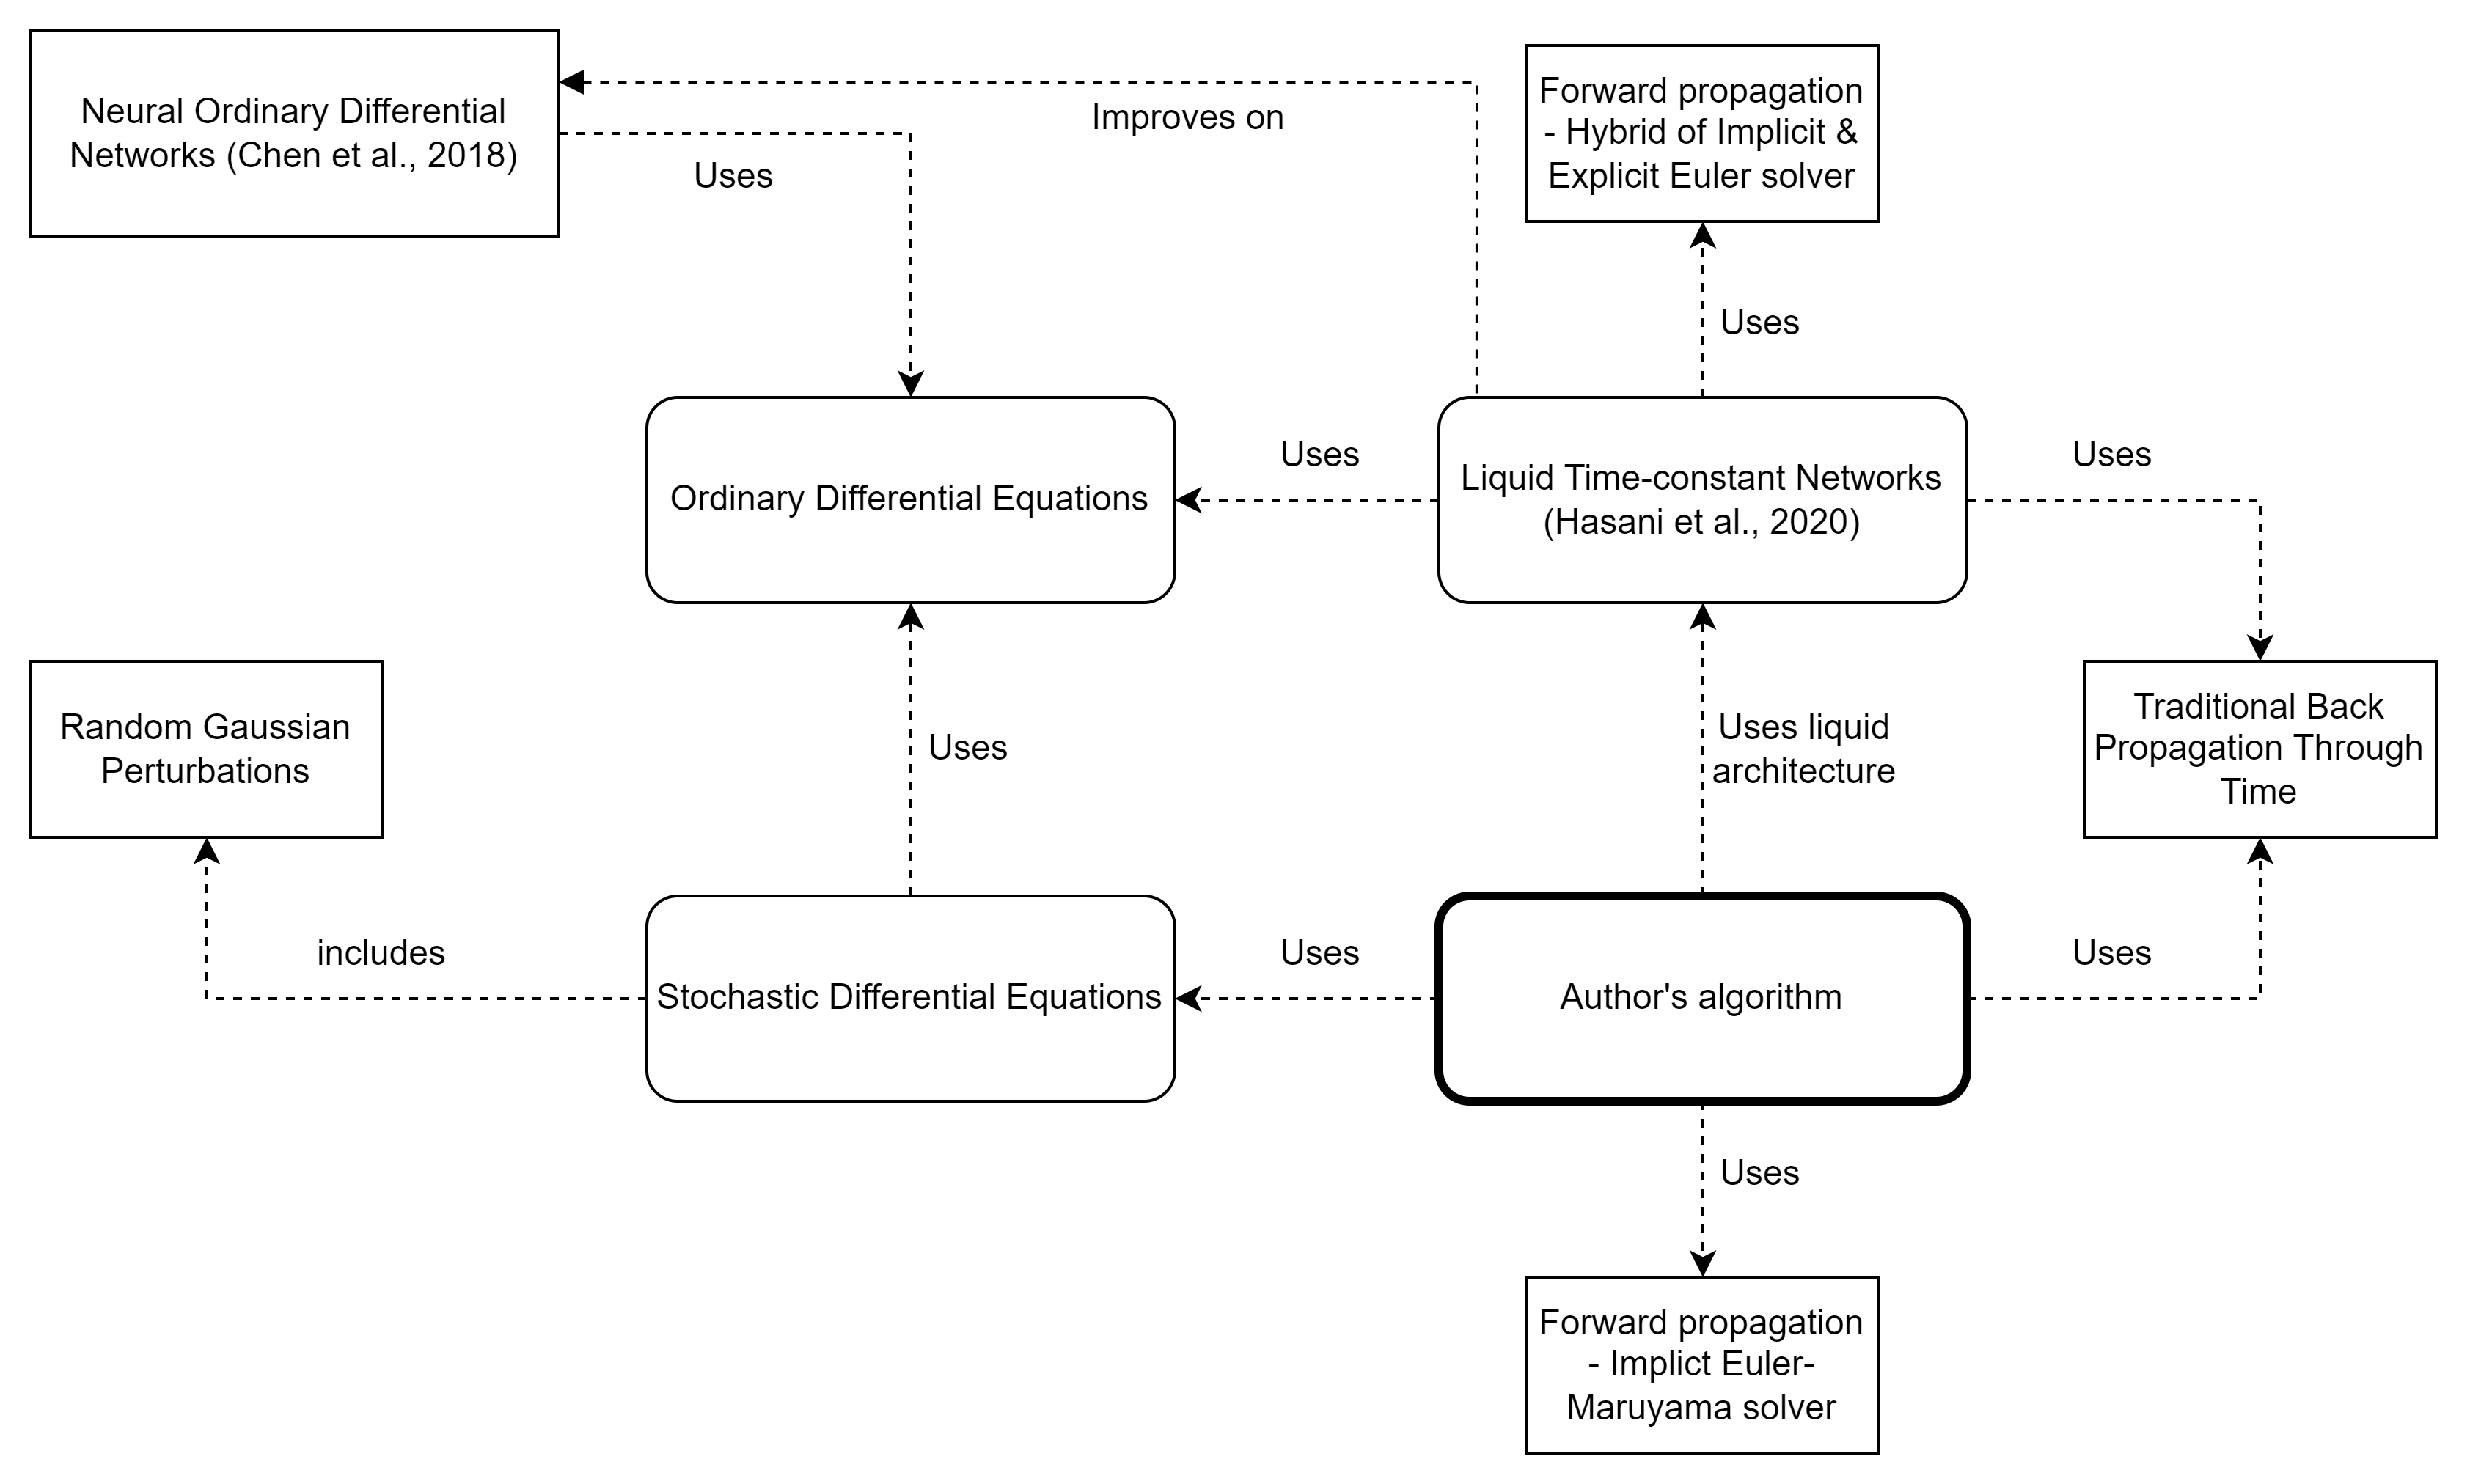 Neural Ordinary Differential
Networks (Chen et al., 2018)
Improves on
Uses
Forward propagation
- Hybrid of Implicit &
Explicit Euler solver
Uses
Ordinary Differential Equations
Uses
Liquid Time-constant Networks
(Hasani et al., 2020)
Uses
Random Gaussian
Perturbations
Uses
Uses liquid
architecture
Traditional Back
Propagation Through
Time
includes
Stochastic Differential Equations
Uses
Author's algorithm
Uses
Uses
Forward propagation
- Implict Euler-
Maruyama solver